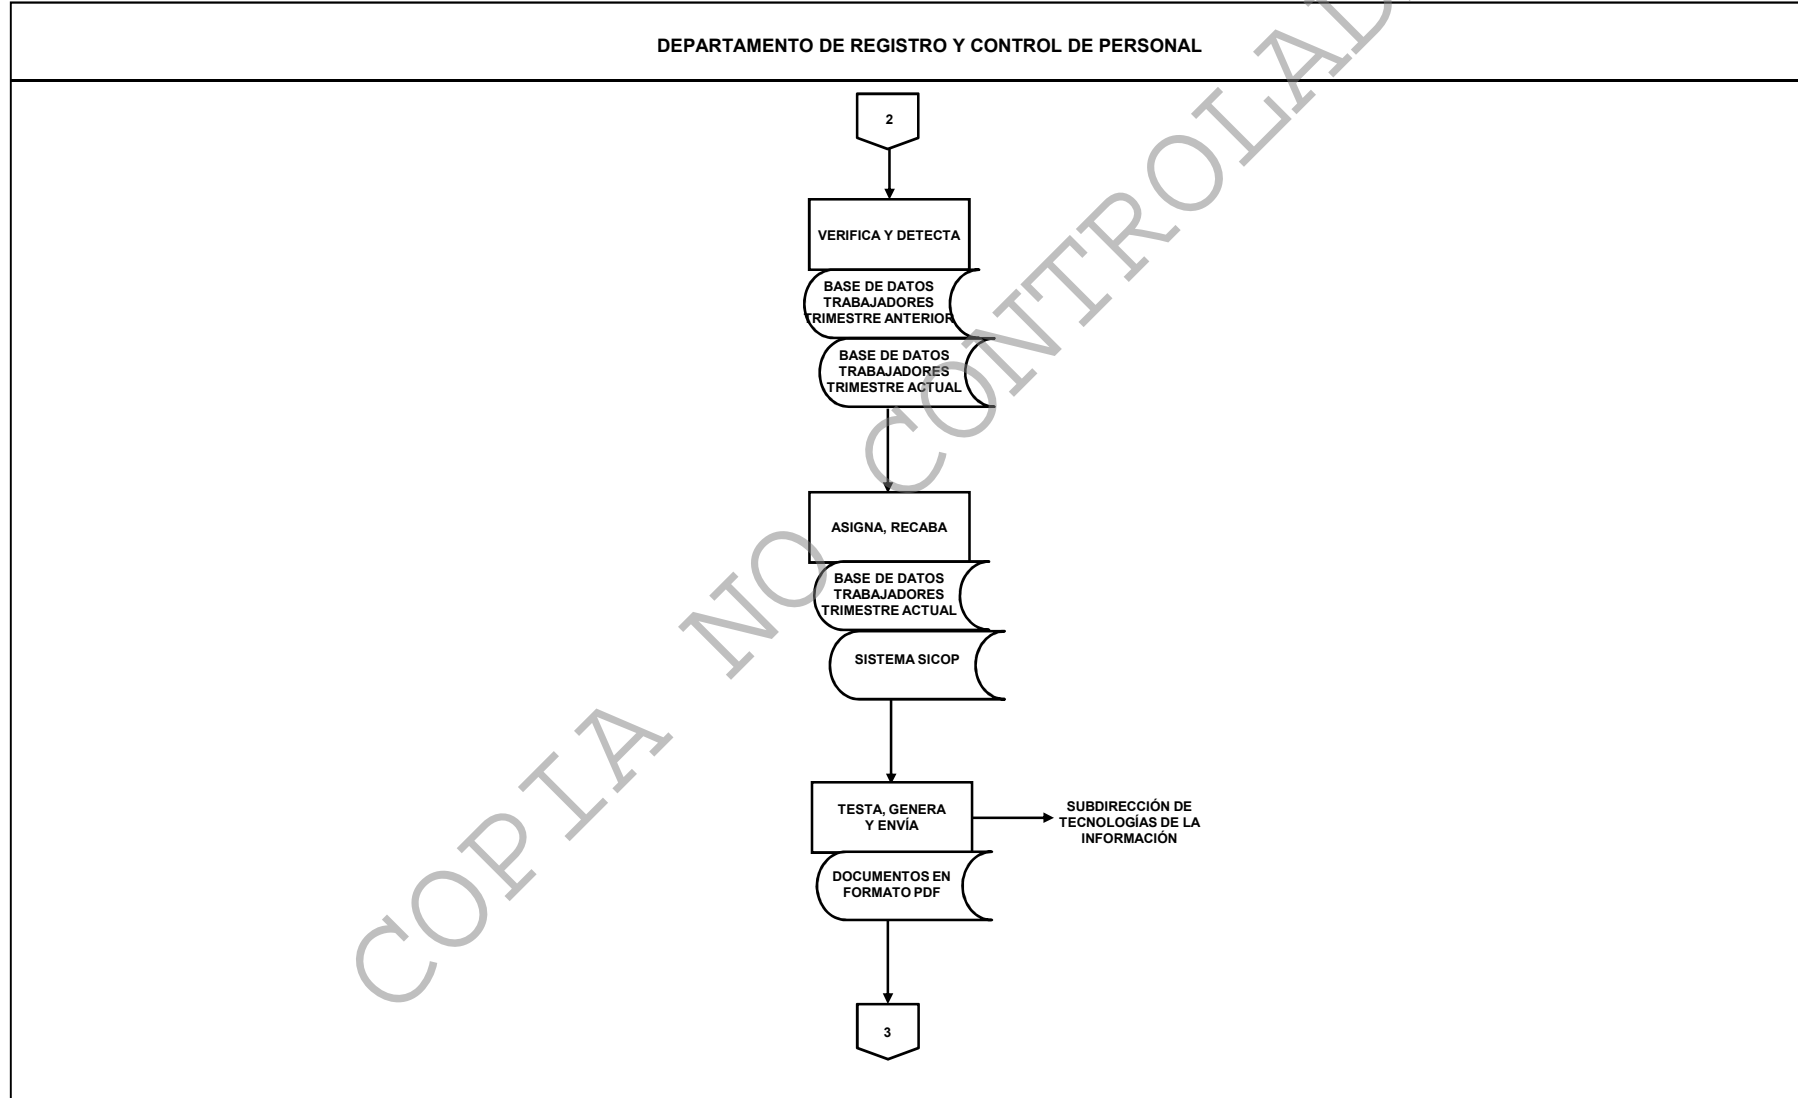 DEPARTAMENTO DE REGISTRO Y CONTROL DE PERSONAL
2
VERIFICA Y DETECTA
BASE DE DATOS
TRABAJADORES
TRIMESTRE ANTERIOR
BASE DE DATOS
TRABAJADORES
TRIMESTRE ACTUAL
ASIGNA, RECABA
BASE DE DATOS
TRABAJADORES
TRIMESTRE ACTUAL
SISTEMA SICOP
TESTA, GENERA
Y ENVÍA
SUBDIRECCIÓN DE
TECNOLOGÍAS DE LA
INFORMACIÓN
DOCUMENTOS EN
FORMATO PDF
3
COPIA NO CONTROLAD